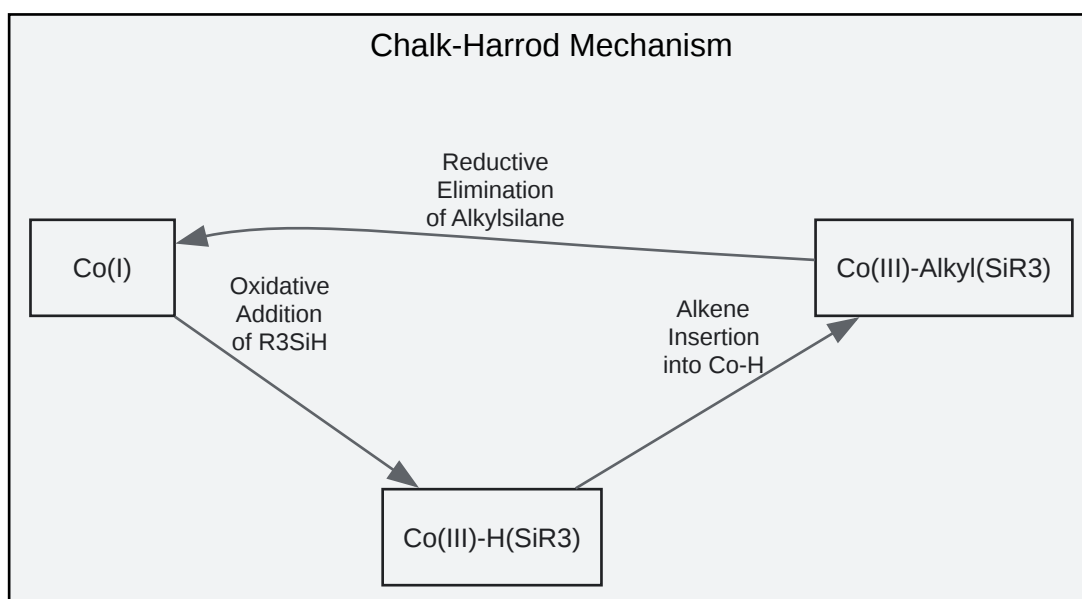 Chalk-Harrod Mechanism
Reductive
Elimination
of Alkylsilane
Co(I)
Co(III)-Alkyl(SiR3)
Oxidative
Addition
of R3SiH
Alkene
Insertion
into Co-H
Co(III)-H(SiR3)